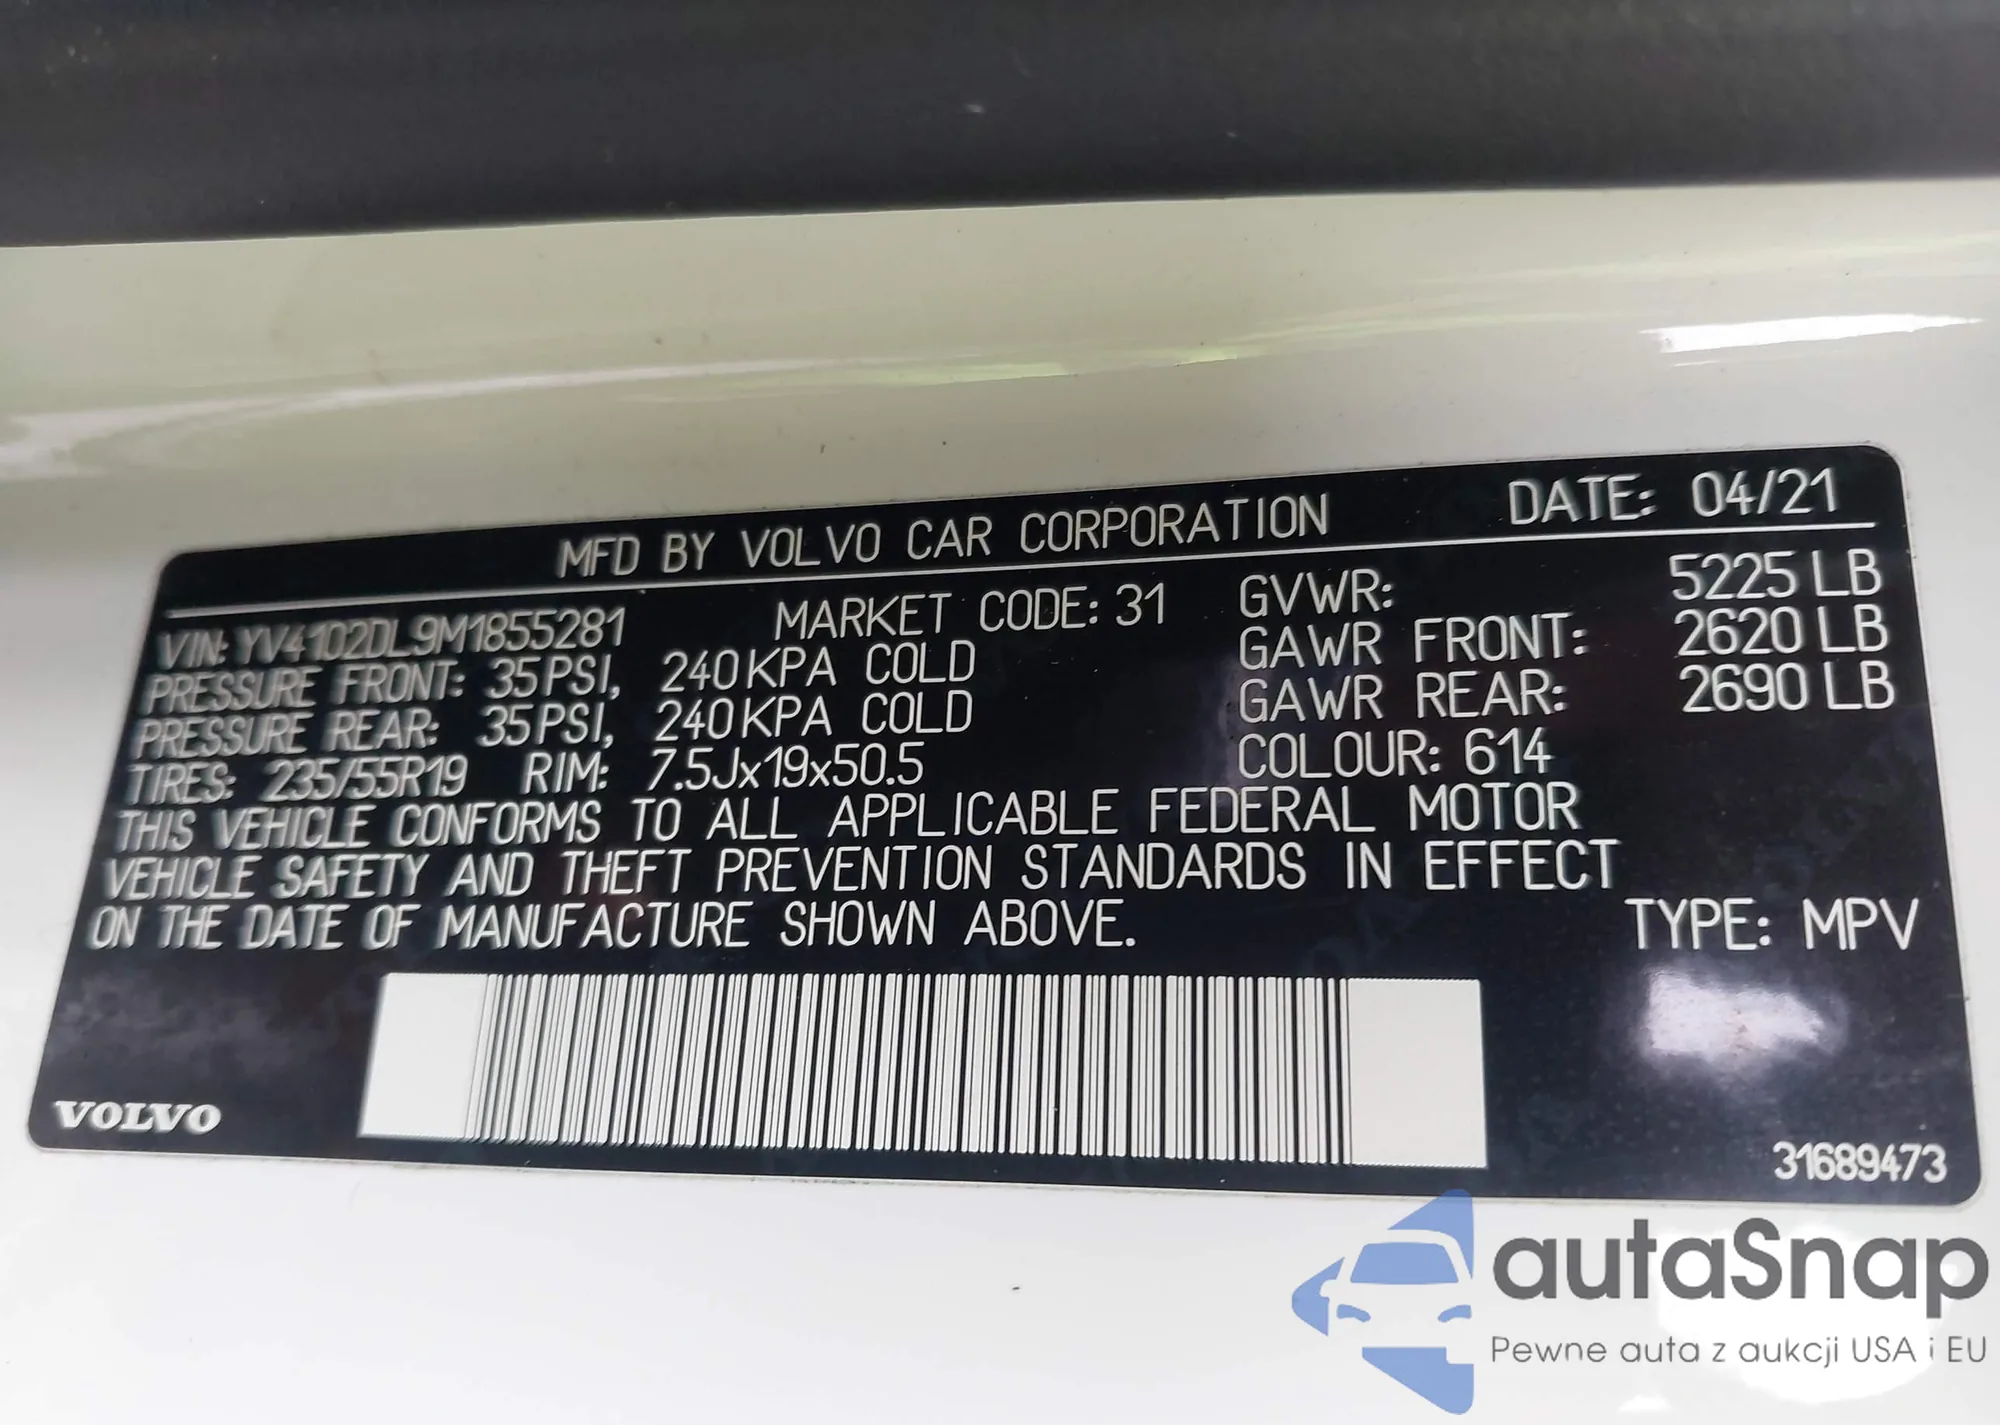 MFD BY VOLVO CAR CORPORATION DATE: 04/21
VIN: YV4102DL9M1855281 MARKET CODE: 31 GVWR: 5225 LB
PRESSURE FRONT: 35 PSI, 240 KPA COLD GAWR FRONT: 2620 LB
PRESSURE REAR: 35 PSI, 240 KPA COLD GAWR REAR: 2690 LB
TIRES: 235/55R19 RIM: 7.5Jx19x50.5 COLOUR: 614
THIS VEHICLE CONFORMS TO ALL APPLICABLE FEDERAL MOTOR
VEHICLE SAFETY AND THEFT PREVENTION STANDARDS IN EFFECT
ON THE DATE OF MANUFACTURE SHOWN ABOVE. TYPE: MPV
VOLVO
31689473
autaSnap
Pewne auta z aukcji USA i EU